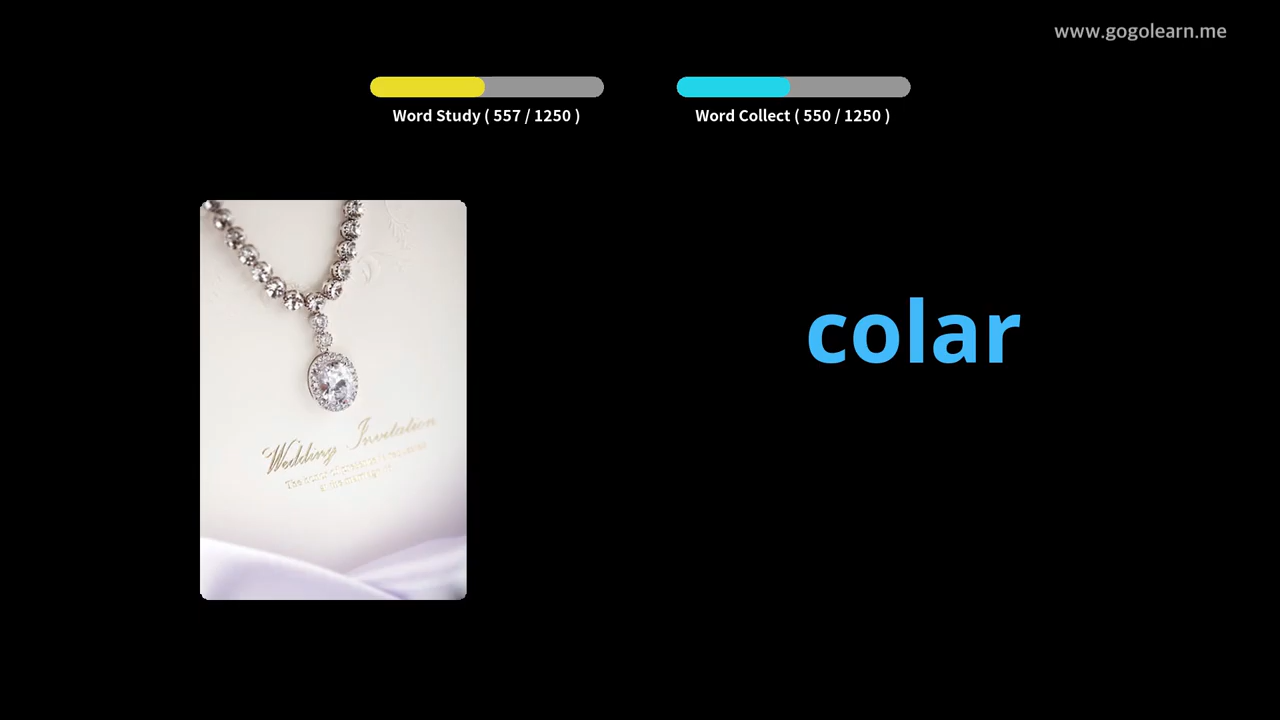 www.gogolearn.me
Word Study ( 557 / 1250 )
Word Collect ( 550 / 1250 )
colar
Wedding Invitation